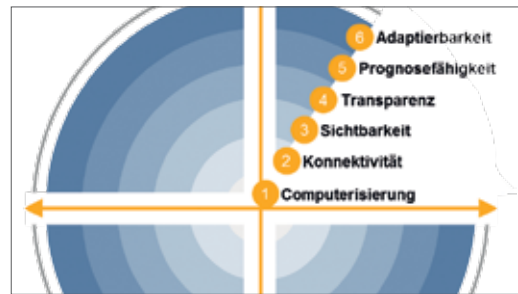 6 Adaptierbarkeit
5 Prognosefähigkeit
4 Transparenz
3 Sichtbarkeit
2 Konnektivität
1 Computerisierung